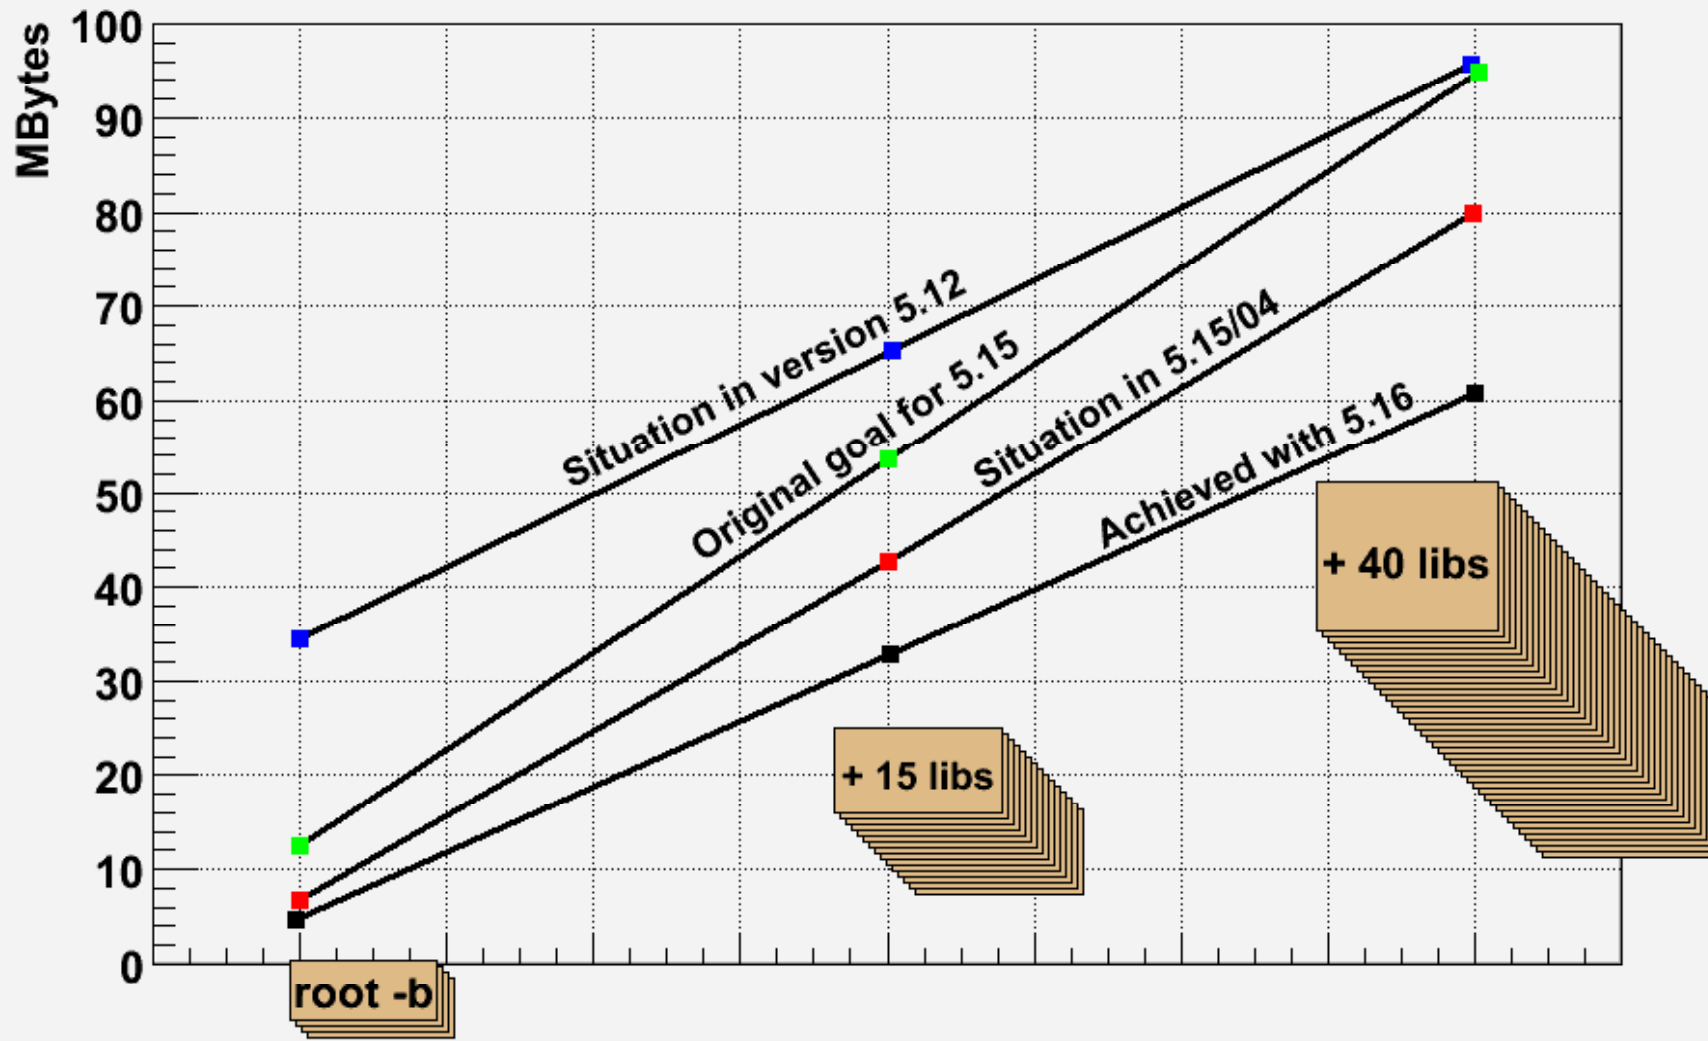 MBytes
100
90
80
70
60
50
40
30
20
10
0
Situation in version 5.12
Original goal for 5.15
Situation in 5.15/04
Achieved with 5.16
+ 40 libs
+ 15 libs
root -b